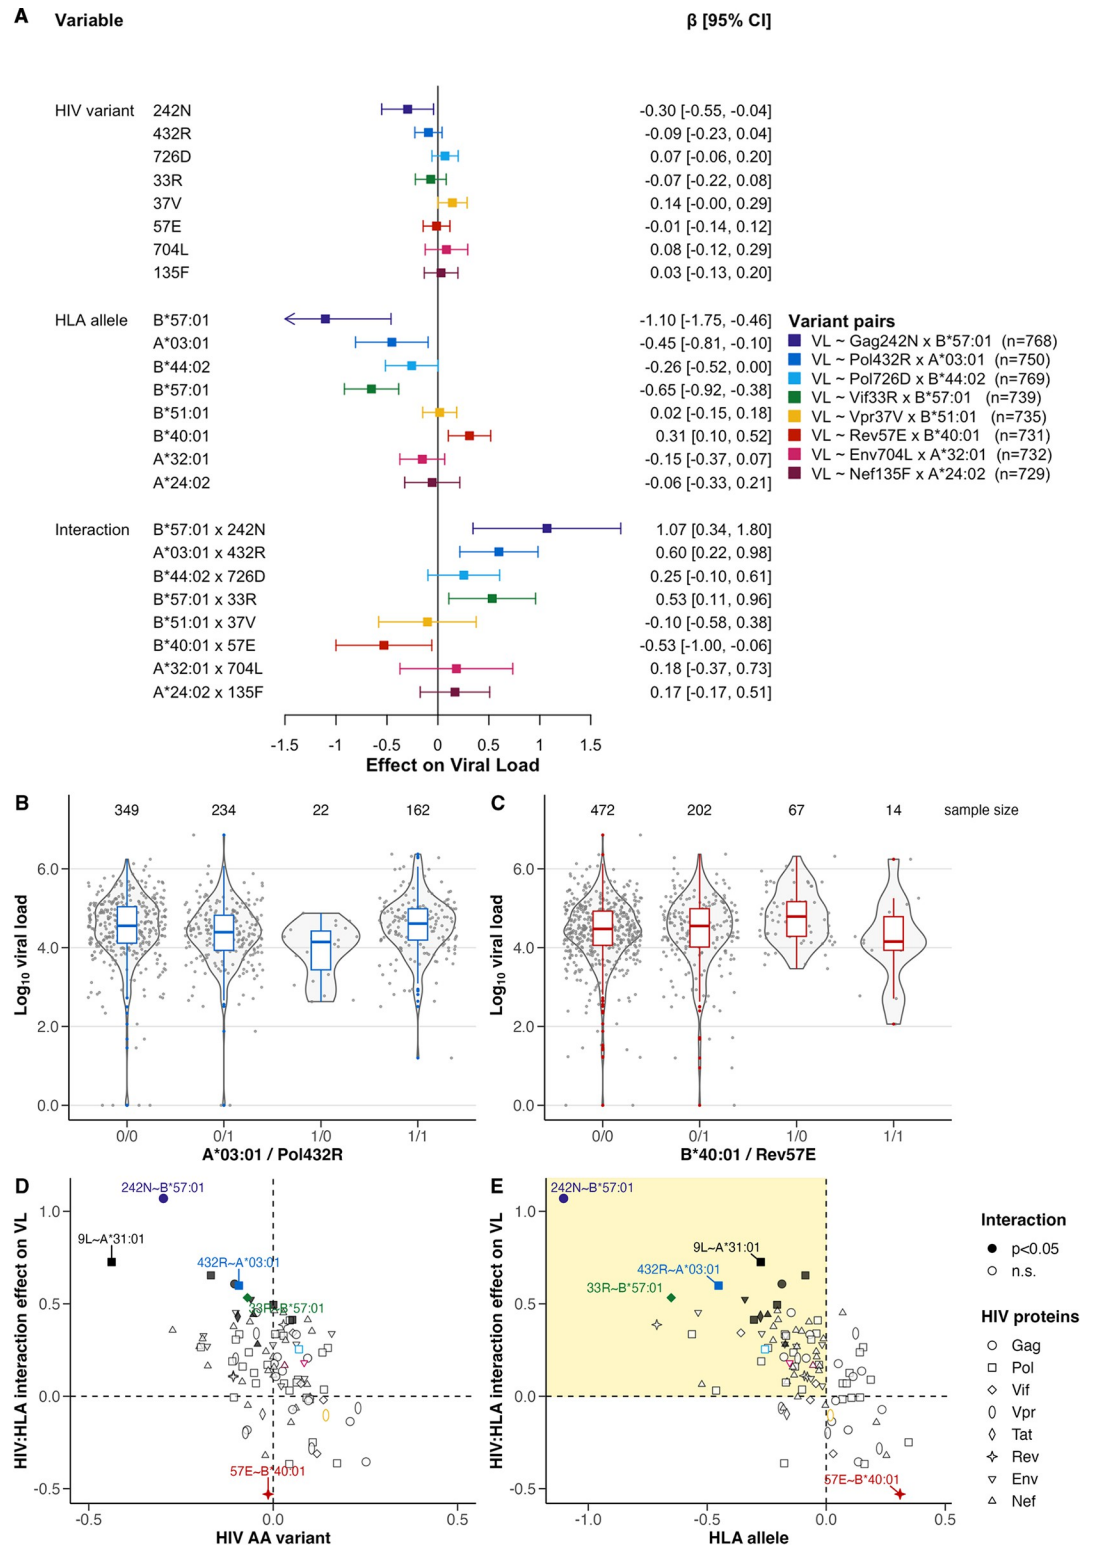 A Variable β [95% CI]
HIV variant 242N -0.30 [-0.55, -0.04]
432R -0.09 [-0.23, 0.04]
726D 0.07 [-0.06, 0.20]
33R -0.07 [-0.22, 0.08]
37V 0.14 [-0.00, 0.29]
57E -0.01 [-0.14, 0.12]
704L 0.08 [-0.12, 0.29]
135F 0.03 [-0.13, 0.20]
HLA allele B*57:01 -1.10 [-1.75, -0.46]
A*03:01 -0.45 [-0.81, -0.10]
B*44:02 -0.26 [-0.52, 0.00]
B*57:01 -0.65 [-0.92, -0.38]
B*51:01 0.02 [-0.15, 0.18]
B*40:01 0.31 [0.10, 0.52]
A*32:01 -0.15 [-0.37, 0.07]
A*24:02 -0.06 [-0.33, 0.21]
Interaction B*57:01 x 242N 1.07 [0.34, 1.80]
A*03:01 x 432R 0.60 [0.22, 0.98]
B*44:02 x 726D 0.25 [-0.10, 0.61]
B*57:01 x 33R 0.53 [0.11, 0.96]
B*51:01 x 37V -0.10 [-0.58, 0.38]
B*40:01 x 57E -0.53 [-1.00, -0.06]
A*32:01 x 704L 0.18 [-0.37, 0.73]
A*24:02 x 135F 0.17 [-0.17, 0.51]
-1.5 -1 -0.5 0 0.5 1 1.5
Effect on Viral Load
Variant pairs
VL ~ Gag242N x B*57:01 (n=768)
VL ~ Pol432R x A*03:01 (n=750)
VL ~ Pol726D x B*44:02 (n=769)
VL ~ Vif33R x B*57:01 (n=739)
VL ~ Vpr37V x B*51:01 (n=735)
VL ~ Rev57E x B*40:01 (n=731)
VL ~ Env704L x A*32:01 (n=732)
VL ~ Nef135F x A*24:02 (n=729)
B
349 234 22 162
Log10 viral load
6.0
4.0
2.0
0.0
0/0 0/1 1/0 1/1
A*03:01 / Pol432R
C
472 202 67 14 sample size
Log10 viral load
6.0
4.0
2.0
0.0
0/0 0/1 1/0 1/1
B*40:01 / Rev57E
D
HIV:HLA interaction effect on VL
1.0
0.5
0.0
-0.5
242N~B*57:01
9L~A*31:01
432R~A*03:01
33R~B*57:01
57E~B*40:01
-0.5 0.0 0.5
HIV AA variant
E
HIV:HLA interaction effect on VL
1.0
0.5
0.0
-0.5
242N~B*57:01
9L~A*31:01
432R~A*03:01
33R~B*57:01
57E~B*40:01
-1.0 -0.5 0.0 0.5
HLA allele
Interaction
p<0.05
n.s.
HIV proteins
Gag
Pol
Vif
Vpr
Tat
Rev
Env
Nef